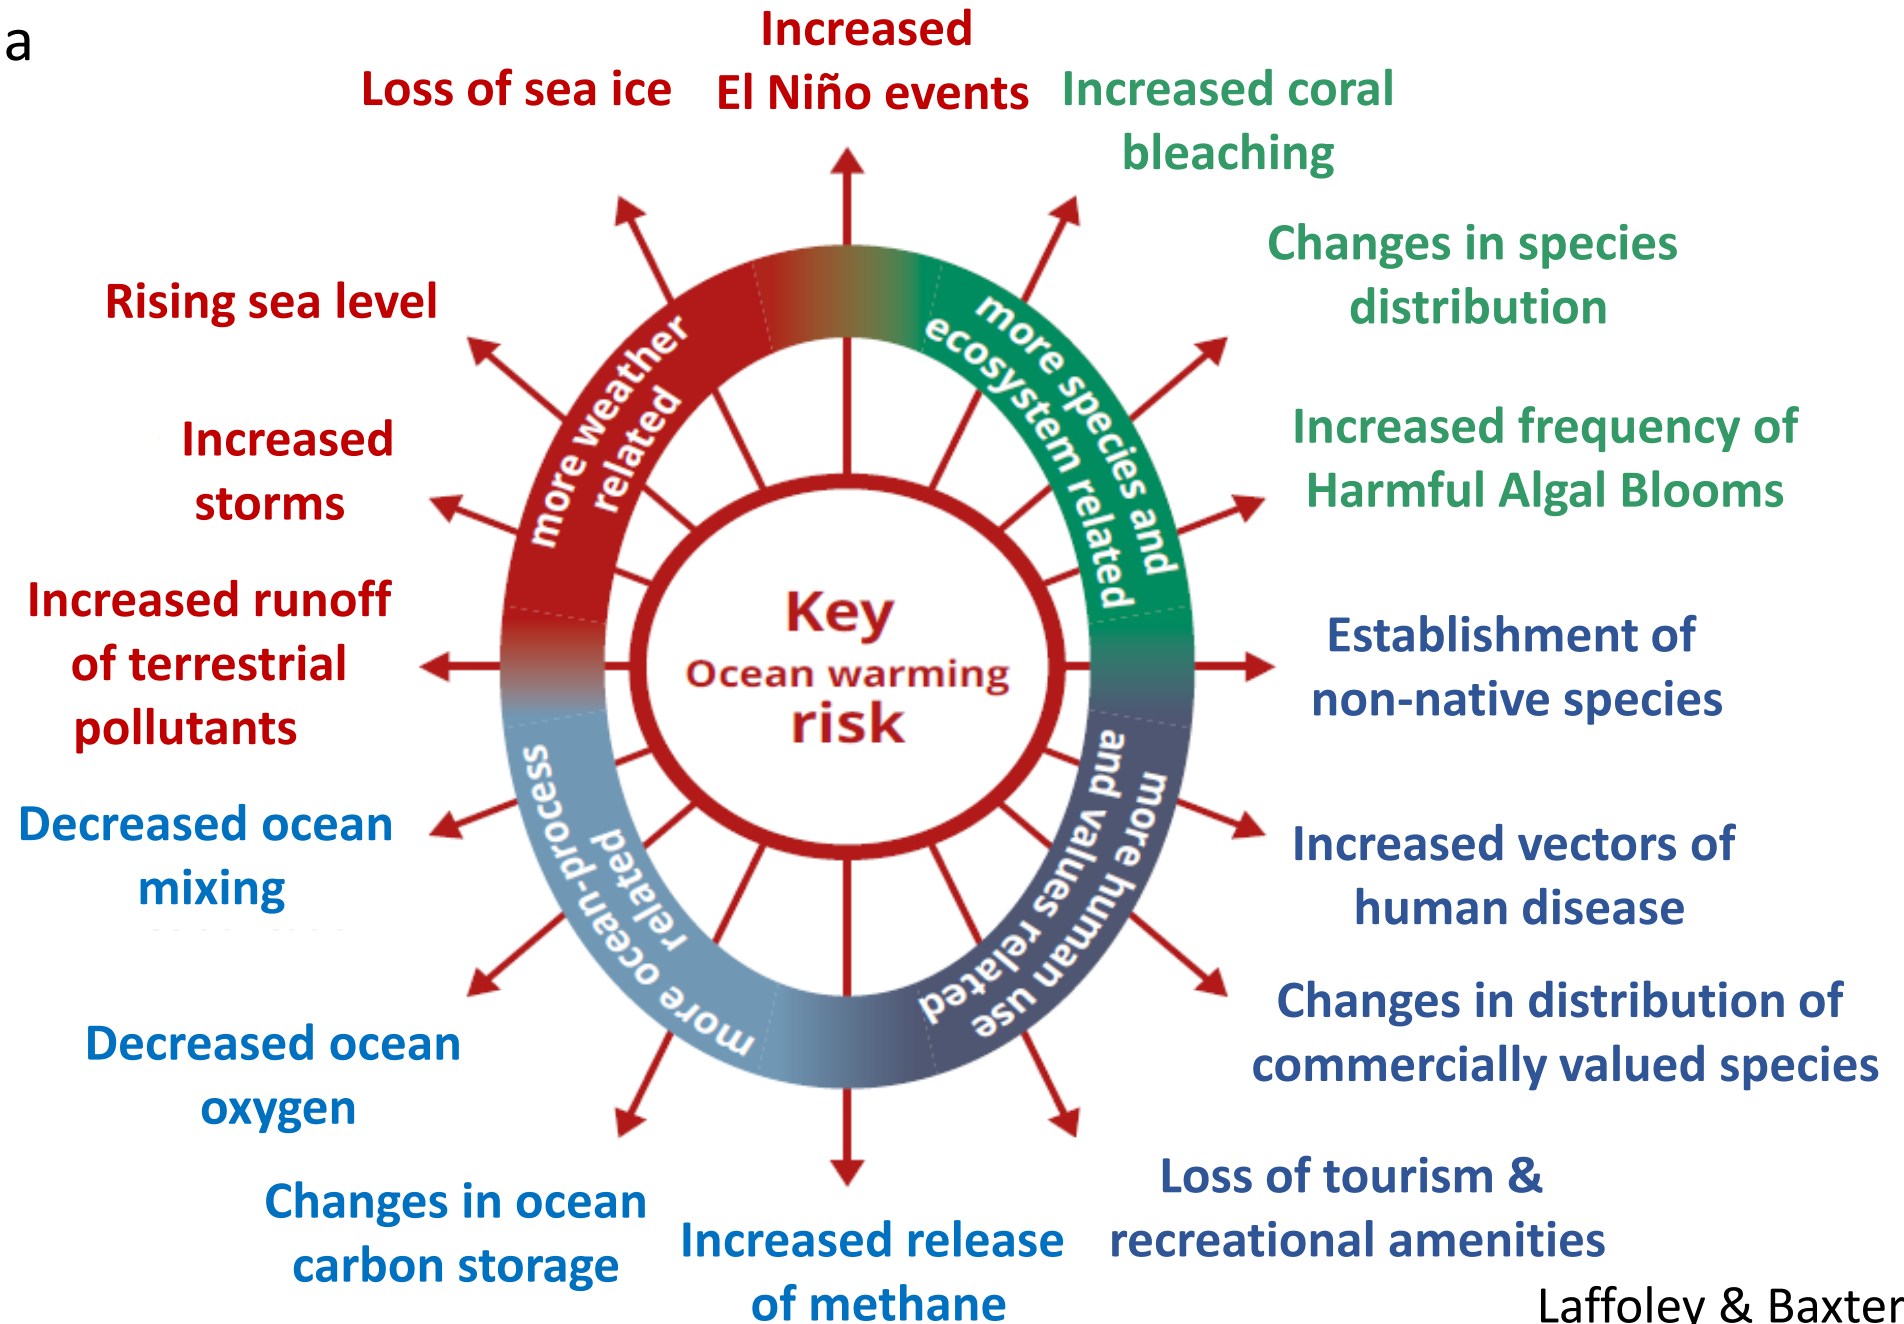 a
Increased
El Niño events
Loss of sea ice
Increased coral
bleaching
Changes in species
distribution
Rising sea level
Increased
storms
Increased frequency of
Harmful Algal Blooms
Increased runoff
of terrestrial
pollutants
Establishment of
non-native species
Decreased ocean
mixing
Increased vectors of
human disease
Decreased ocean
oxygen
Changes in distribution of
commercially valued species
Changes in ocean
carbon storage
Increased release
of methane
Loss of tourism &
recreational amenities
more weather
related
more species and
ecosystem related
more human use
and values related
more ocean-process
related
Key
Ocean warming
risk
Laffoley & Baxter